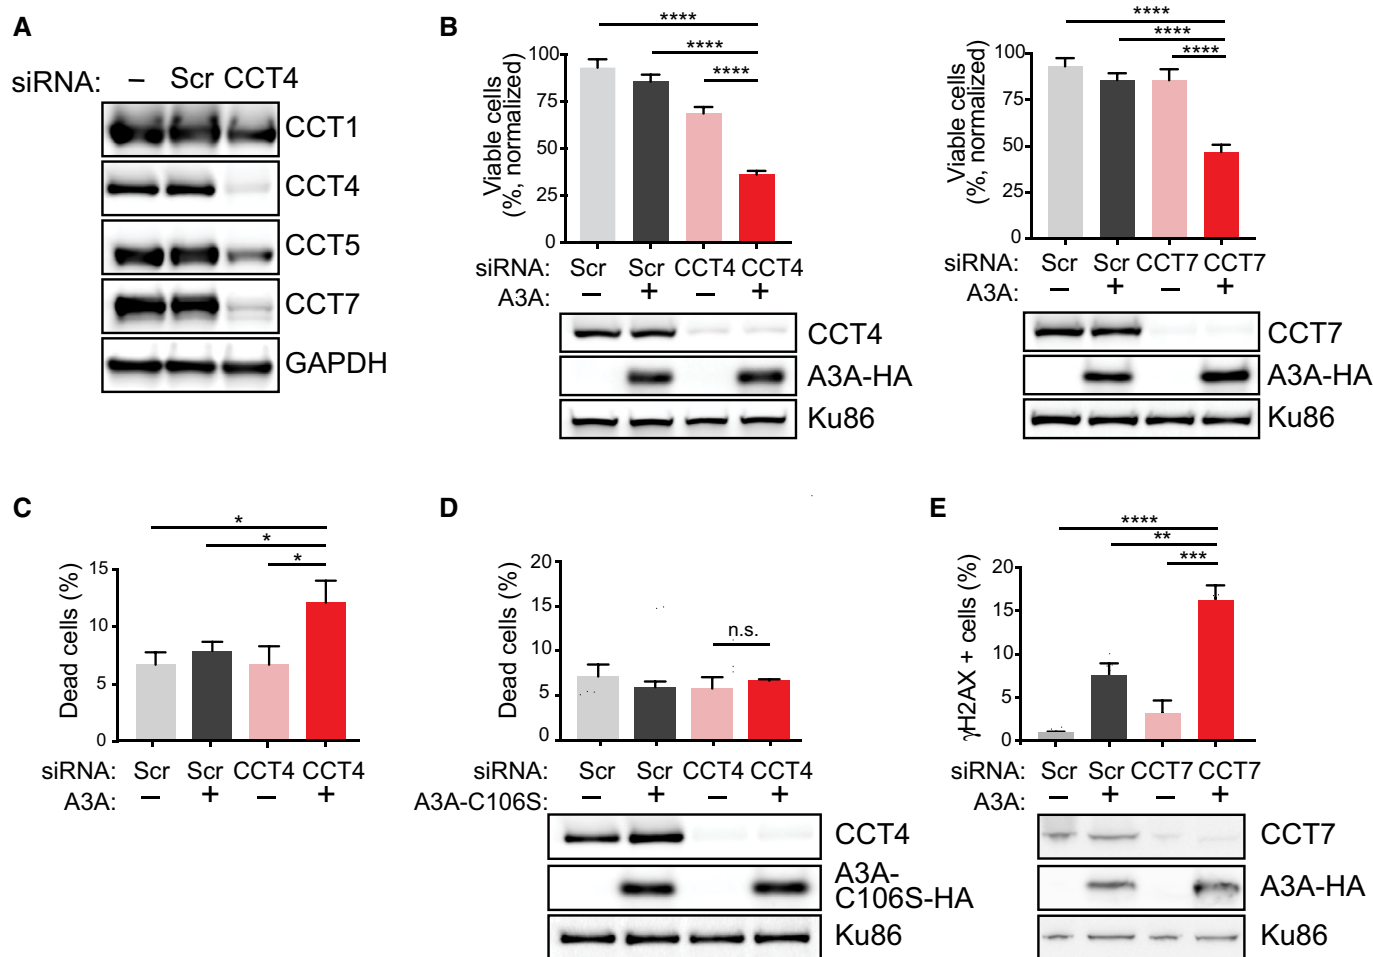 A
siRNA: – Scr CCT4
CCT1
CCT4
CCT5
CCT7
GAPDH
B
****
****
****
Viable cells
(%, normalized)
100
75
50
25
0
siRNA: Scr Scr CCT4 CCT4
A3A: – + – +
CCT4
A3A-HA
Ku86
****
****
****
Viable cells
(%, normalized)
100
75
50
25
0
siRNA: Scr Scr CCT7 CCT7
A3A: – + – +
CCT7
A3A-HA
Ku86
C
*
*
*
Dead cells (%)
15
10
5
0
siRNA: Scr Scr CCT4 CCT4
A3A: – + – +
D
n.s.
Dead cells (%)
20
15
10
5
0
siRNA: Scr Scr CCT4 CCT4
A3A-C106S: – + – +
CCT4
A3A-
C106S-HA
Ku86
E
****
**
***
γH2AX + cells (%)
20
15
10
5
0
siRNA: Scr Scr CCT7 CCT7
A3A: – + – +
CCT7
A3A-HA
Ku86